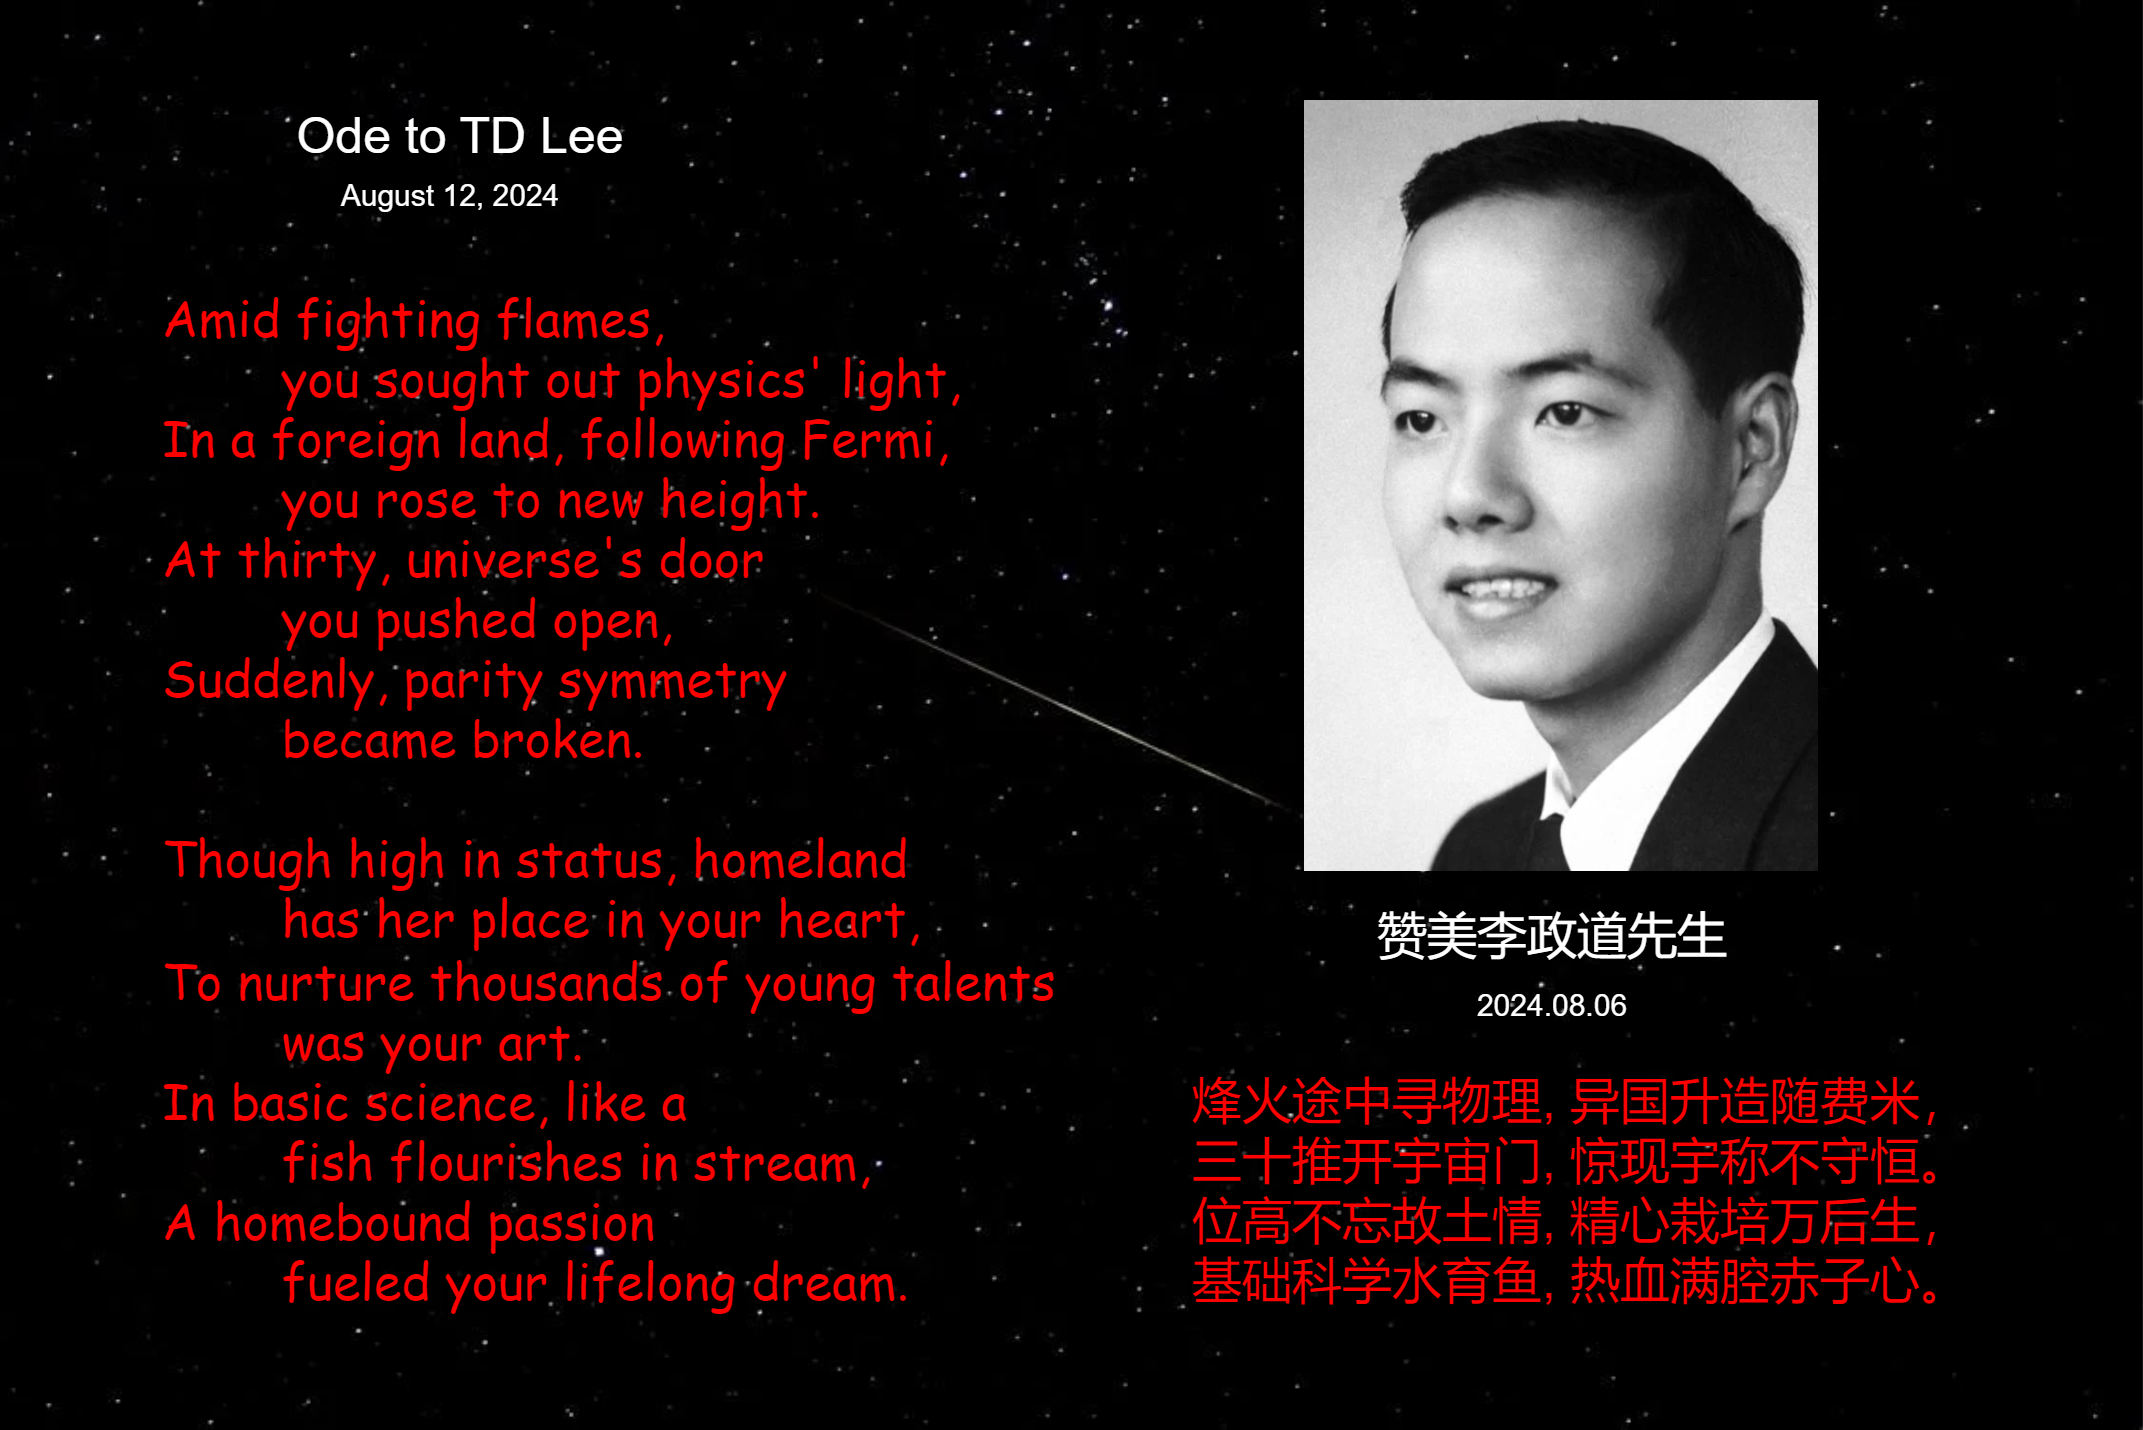 Ode to TD Lee
August 12, 2024
Amid fighting flames,
you sought out physics' light,
In a foreign land, following Fermi,
you rose to new height.
At thirty, universe's door
you pushed open,
Suddenly, parity symmetry
became broken.
Though high in status, homeland
has her place in your heart,
To nurture thousands of young talents
was your art.
In basic science, like a
fish flourishes in stream,
A homebound passion
fueled your lifelong dream.
赞美李政道先生
2024.08.06
烽火途中寻物理, 异国升造随费米,
三十推开宇宙门, 惊现宇称不守恒。
位高不忘故土情, 精心栽培万后生,
基础科学水育鱼, 热血满腔赤子心。